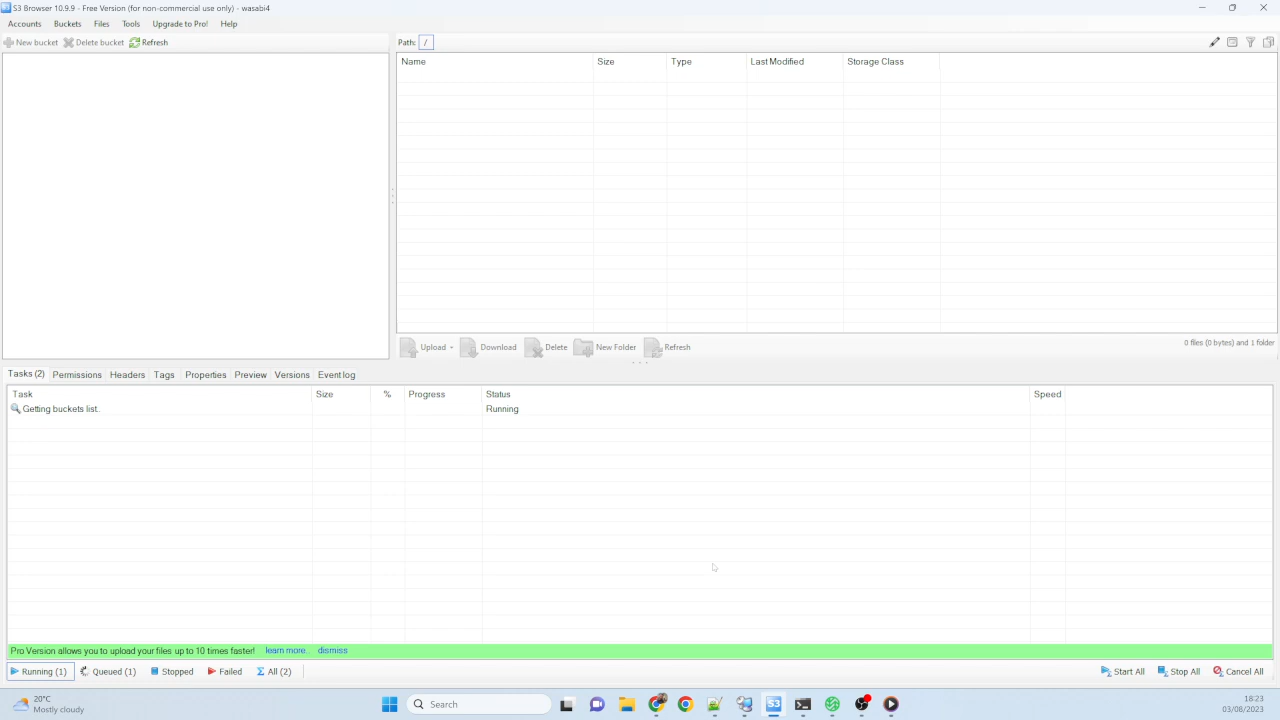 S3 Browser 10.9.9 - Free Version (for non-commercial use only) - wasabi4
Accounts Buckets Files Tools Upgrade to Pro! Help
New bucket Delete bucket Refresh
Path: /
Name Size Type Last Modified Storage Class
Upload Download Delete New Folder Refresh
0 files (0 bytes) and 1 folder
Tasks (2) Permissions Headers Tags Properties Preview Versions Event log
Task Size % Progress Status Speed
Getting buckets list.. Running
Pro Version allows you to upload your files up to 10 times faster! learn more.. dismiss
Running (1) Queued (1) Stopped Failed All (2) Start All Stop All Cancel All
20°C
Mostly cloudy
Search
S3
18:23
03/08/2023